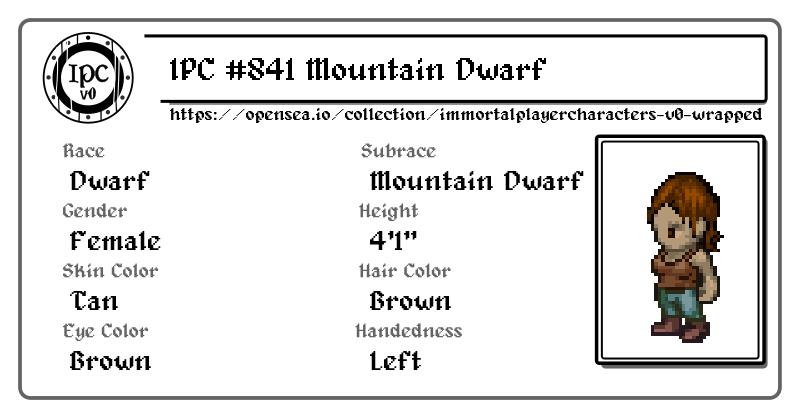 IPC v0
IPC #841 Mountain Dwarf
https://opensea.io/collection/immortalplayercharacters-v0-wrapped
Race
Subrace
Dwarf
Mountain Dwarf
Gender
Height
Female
4'1"
Skin Color
Hair Color
Tan
Brown
Eye Color
Handedness
Brown
Left